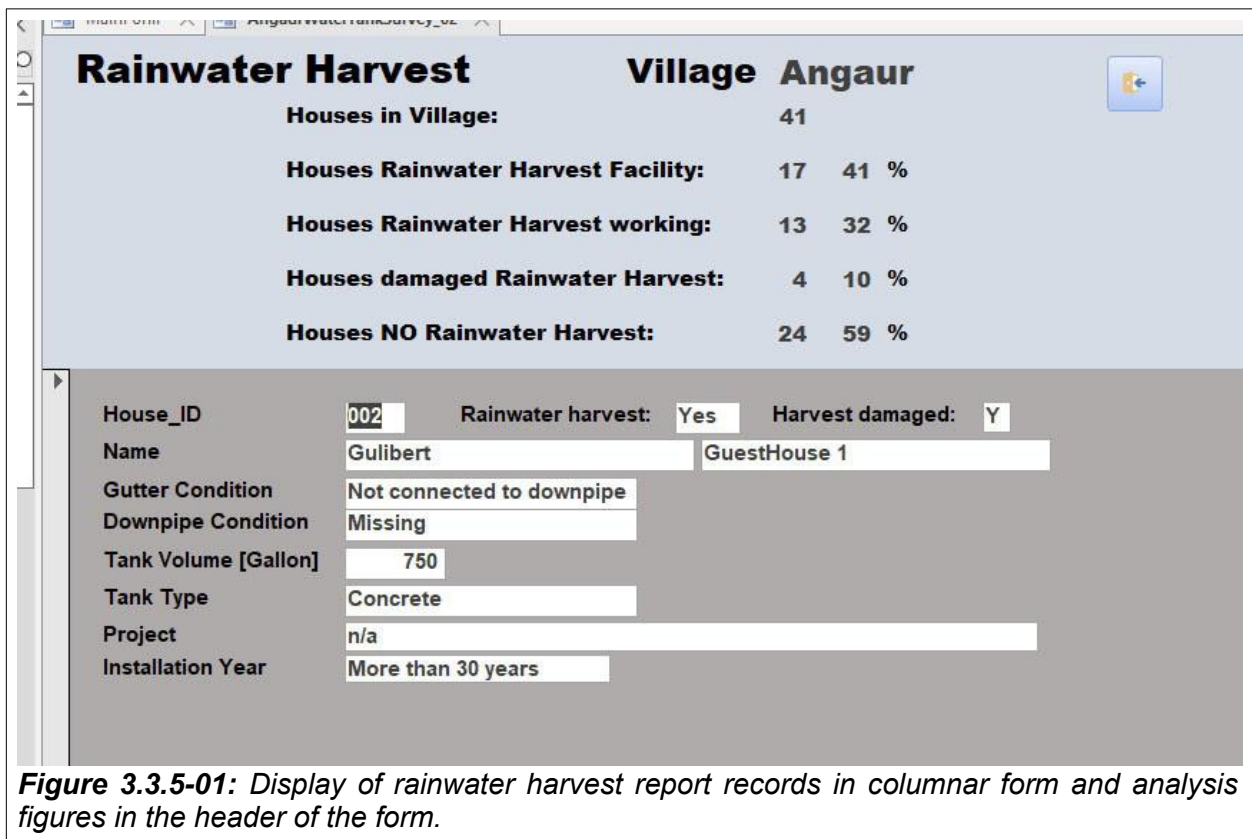 MainForm AngaurWaterTankSurvey_02
Rainwater Harvest Village Angaur
Houses in Village: 41
Houses Rainwater Harvest Facility: 17 41 %
Houses Rainwater Harvest working: 13 32 %
Houses damaged Rainwater Harvest: 4 10 %
Houses NO Rainwater Harvest: 24 59 %
House_ID 002 Rainwater harvest: Yes Harvest damaged: Y
Name Gulibert GuestHouse 1
Gutter Condition Not connected to downpipe
Downpipe Condition Missing
Tank Volume [Gallon] 750
Tank Type Concrete
Project n/a
Installation Year More than 30 years
Figure 3.3.5-01: Display of rainwater harvest report records in columnar form and analysis
figures in the header of the form.